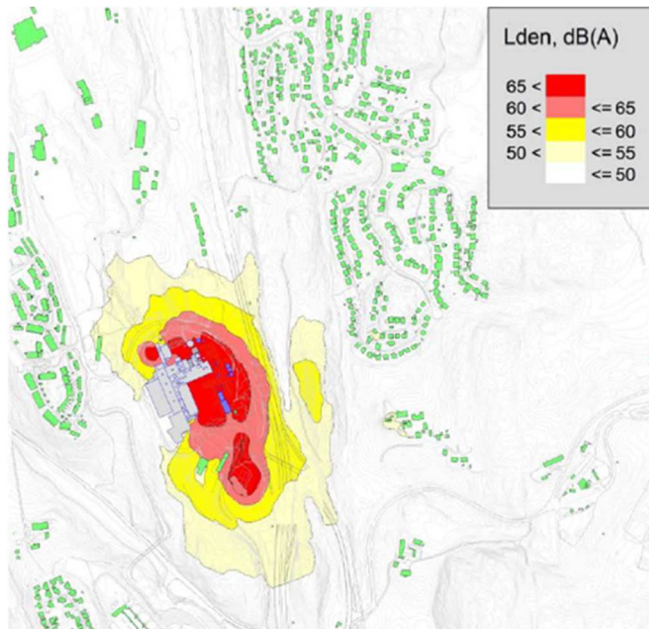 Lden, dB(A)
65 <
60 < <= 65
55 < <= 60
50 < <= 55
<= 50